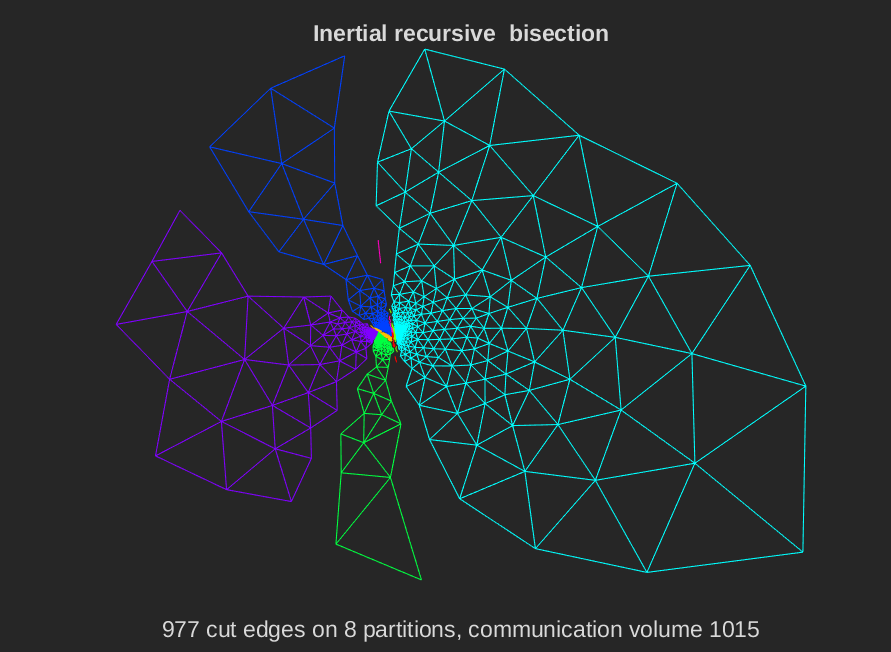 Inertial recursive  bisection
977 cut edges on 8 partitions, communication volume 1015